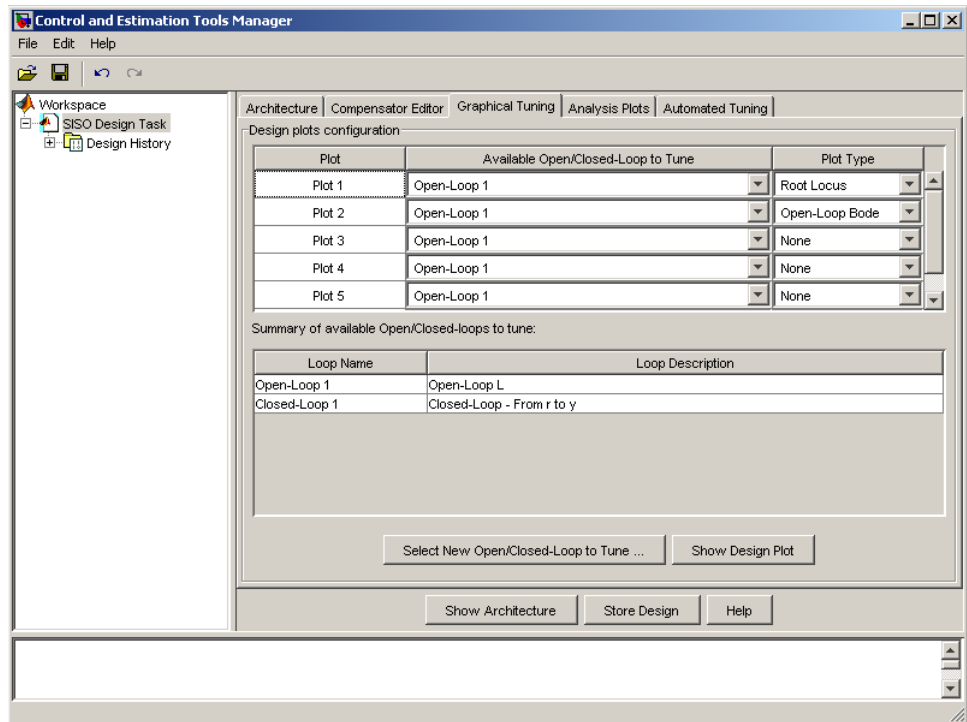 Control and Estimation Tools Manager
File Edit Help
Workspace
SISO Design Task
Design History
Architecture Compensator Editor Graphical Tuning Analysis Plots Automated Tuning
Design plots configuration
Plot Available Open/Closed-Loop to Tune Plot Type
Plot 1 Open-Loop 1 Root Locus
Plot 2 Open-Loop 1 Open-Loop Bode
Plot 3 Open-Loop 1 None
Plot 4 Open-Loop 1 None
Plot 5 Open-Loop 1 None
Summary of available Open/Closed-loops to tune:
Loop Name Loop Description
Open-Loop 1 Open-Loop L
Closed-Loop 1 Closed-Loop - From r to y
Select New Open/Closed-Loop to Tune ... Show Design Plot
Show Architecture Store Design Help